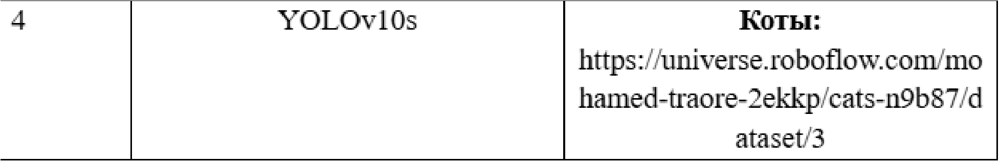 4
YOLOv10s
Коты:
https://universe.roboflow.com/mo
hamed-traore-2ekkp/cats-n9b87/d
ataset/3